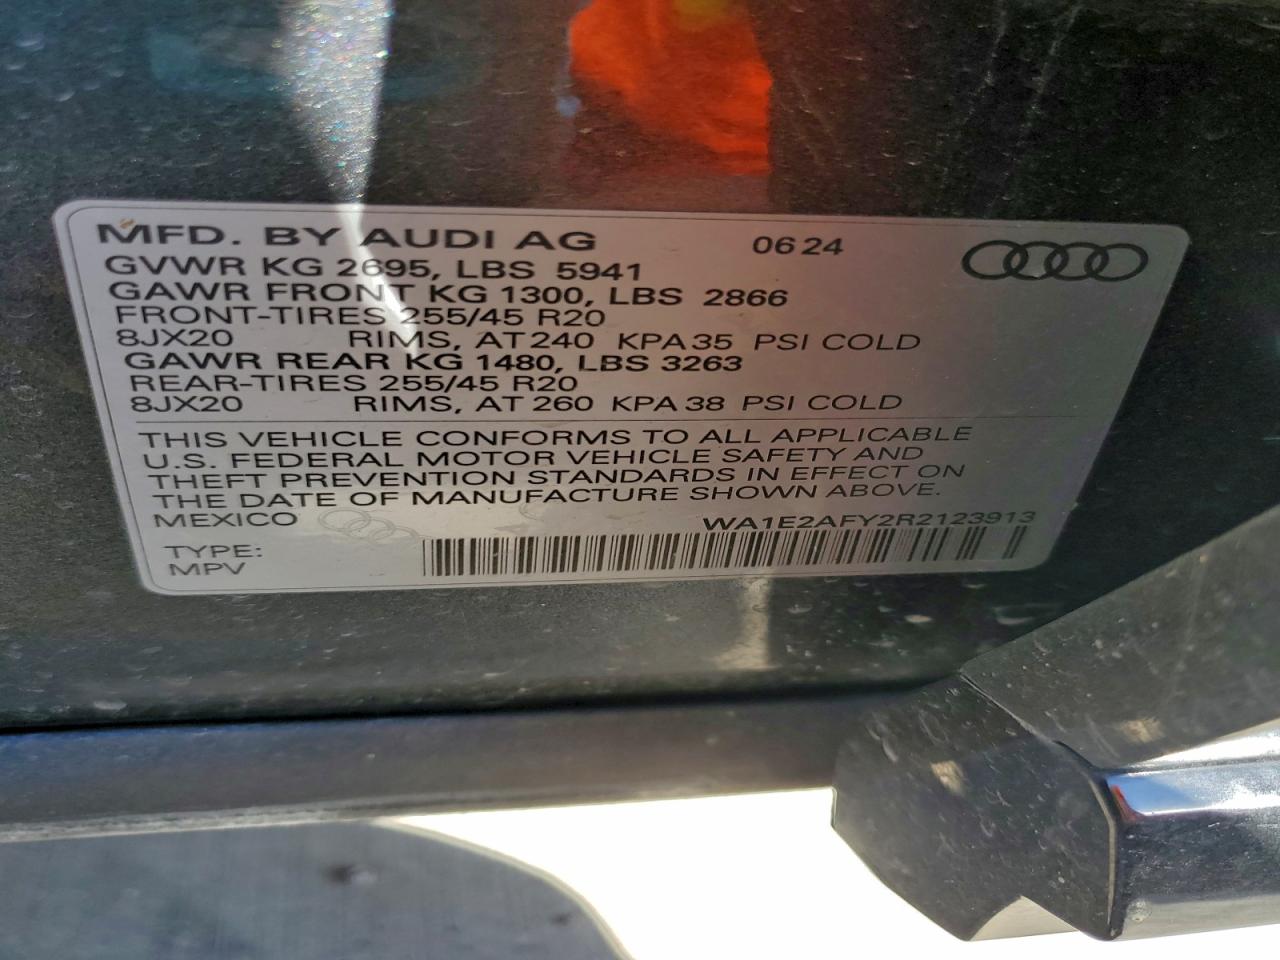 MFD. BY AUDI AG 06 24
GVWR KG 2695, LBS 5941
GAWR FRONT KG 1300, LBS 2866
FRONT-TIRES 255/45 R20
8JX20 RIMS, AT 240 KPA 35 PSI COLD
GAWR REAR KG 1480, LBS 3263
REAR-TIRES 255/45 R20
8JX20 RIMS, AT 260 KPA 38 PSI COLD
THIS VEHICLE CONFORMS TO ALL APPLICABLE
U.S. FEDERAL MOTOR VEHICLE SAFETY AND
THEFT PREVENTION STANDARDS IN EFFECT ON
THE DATE OF MANUFACTURE SHOWN ABOVE.
MEXICO WA1E2AFY2R2123913
TYPE:
MPV